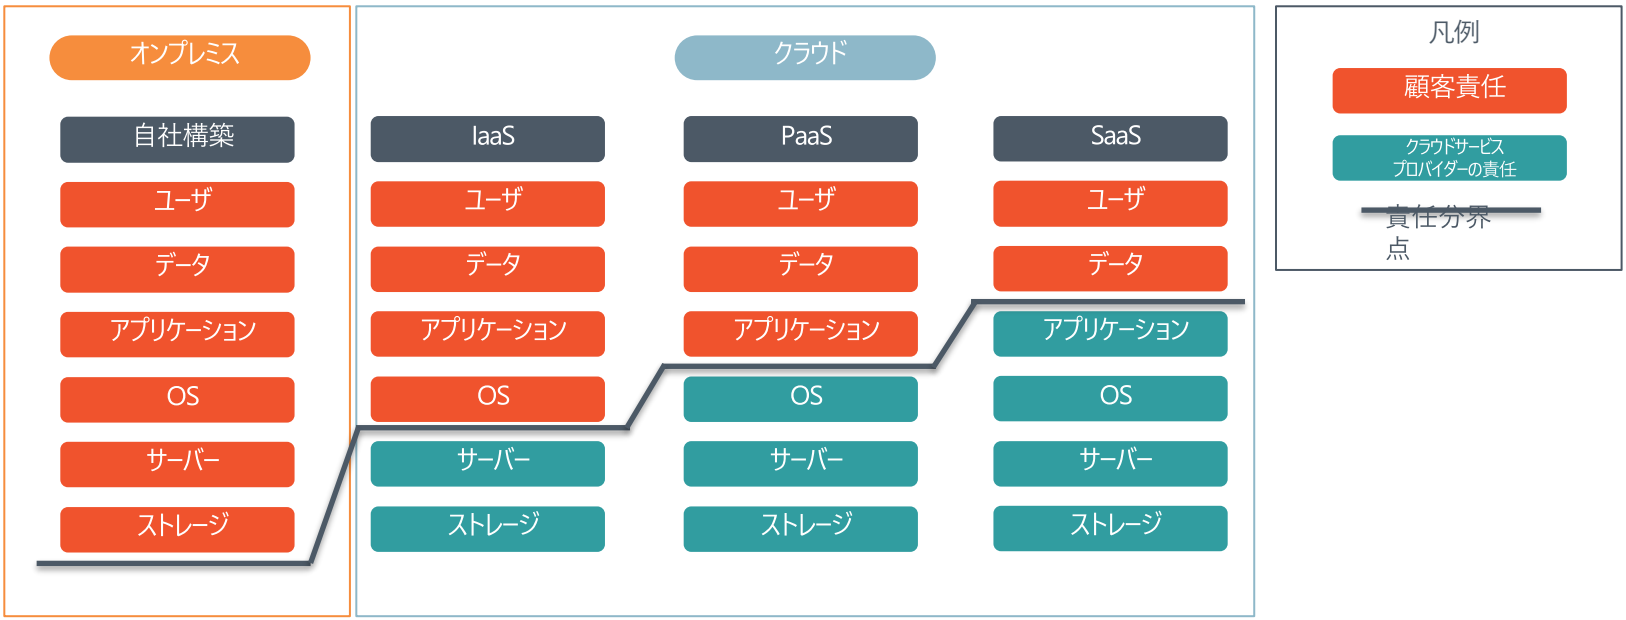 オンプレミス
自社構築
ユーザ
データ
アプリケーション
OS
サーバー
ストレージ
クラウド
IaaS
ユーザ
データ
アプリケーション
OS
サーバー
ストレージ
PaaS
ユーザ
データ
アプリケーション
OS
サーバー
ストレージ
SaaS
ユーザ
データ
アプリケーション
OS
サーバー
ストレージ
凡例
顧客責任
クラウドサービス
プロバイダーの責任
責任分界
点